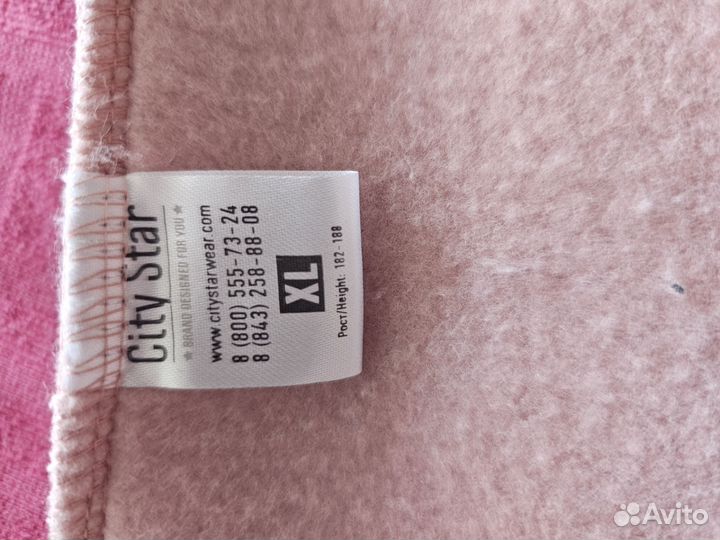 City Star
★ BRAND DESIGNED FOR YOU ★
www.citystarwear.com
8 (800) 555-73-24
8 (843) 258-88-08
XL
Рост/Height: 182-188
Avito